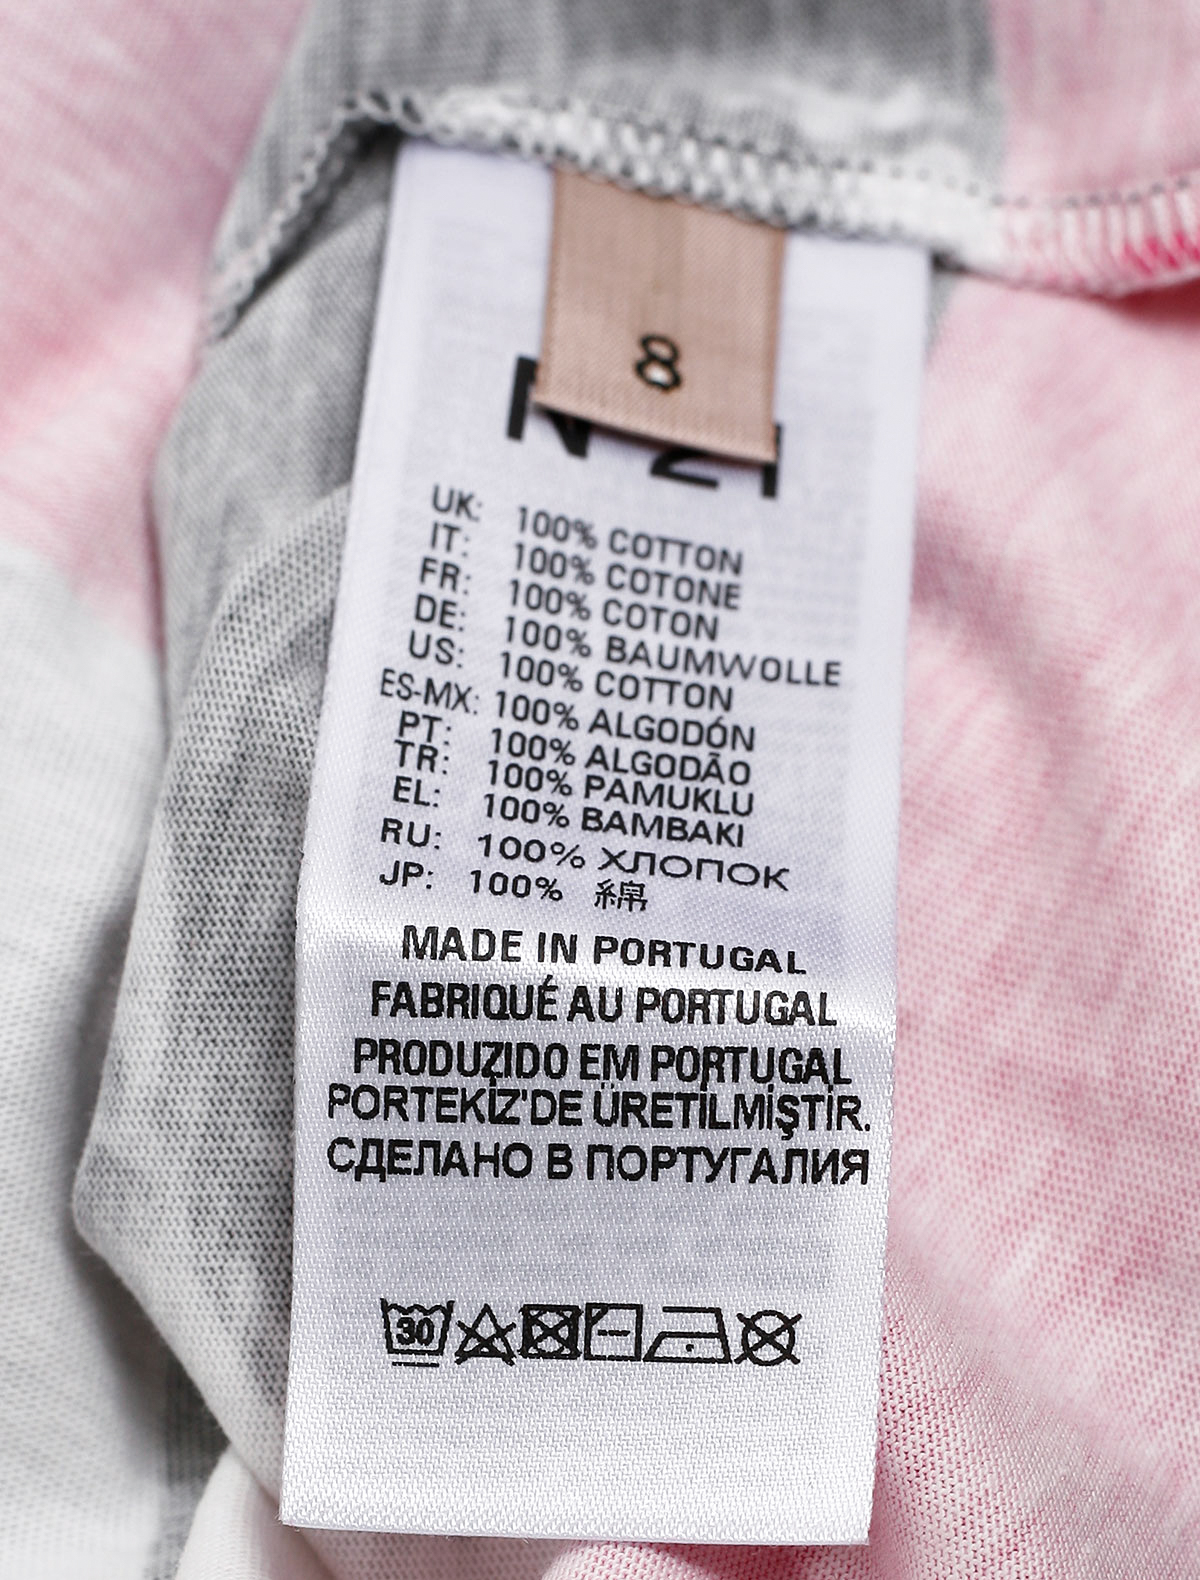 8
N 21
UK: 100% COTTON
IT: 100% COTONE
FR: 100% COTON
DE: 100% BAUMWOLLE
US: 100% COTTON
ES-MX: 100% ALGODÓN
PT: 100% ALGODÃO
TR: 100% PAMUKLU
EL: 100% BAMBAKI
RU: 100% ХЛОПОК
JP: 100% 綿
MADE IN PORTUGAL
FABRIQUÉ AU PORTUGAL
PRODUZIDO EM PORTUGAL
PORTEKİZ'DE ÜRETİLMİŞTİR.
СДЕЛАНО В ПОРТУГАЛИЯ
30